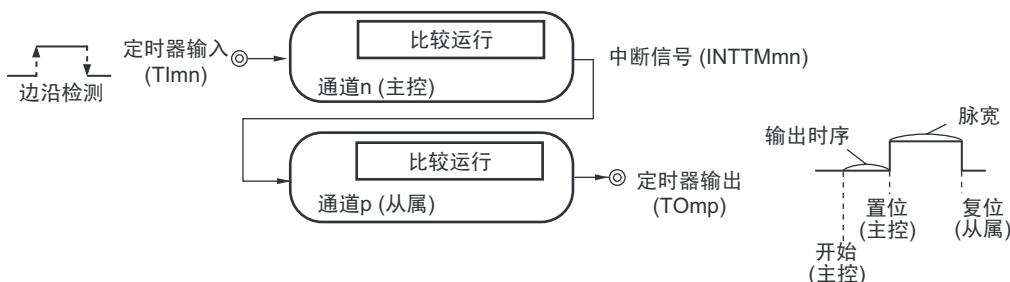 边沿检测
定时器输入
(TImn)
比较运行
通道n (主控)
中断信号 (INTTMmn)
比较运行
通道p (从属)
定时器输出
(TOmp)
输出时序
脉宽
开始
(主控)
置位
(主控)
复位
(从属)